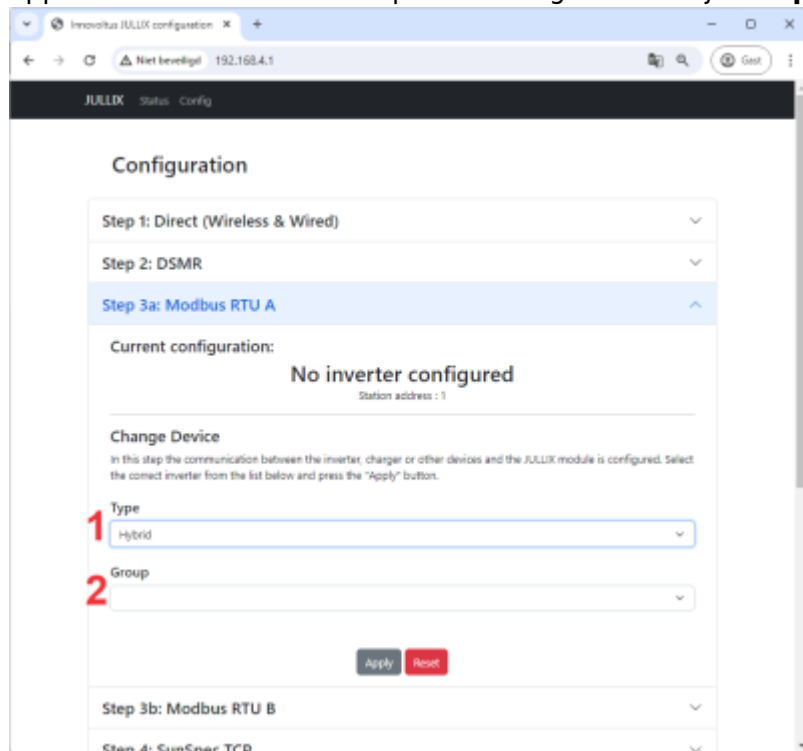 Innovoltus JULLIX configuration
Niet beveiligd 192.168.4.1
Gast
JULLIX Status Config
Configuration
Step 1: Direct (Wireless & Wired)
Step 2: DSMR
Step 3a: Modbus RTU A
Current configuration:
No inverter configured
Station address : 1
Change Device
In this step the communication between the inverter, charger or other devices and the JULLIX module is configured. Select
the correct inverter from the list below and press the "Apply" button.
Type
1
Hybrid
Group
2
Apply Reset
Step 3b: Modbus RTU B
Step 4: SunSpec TCP